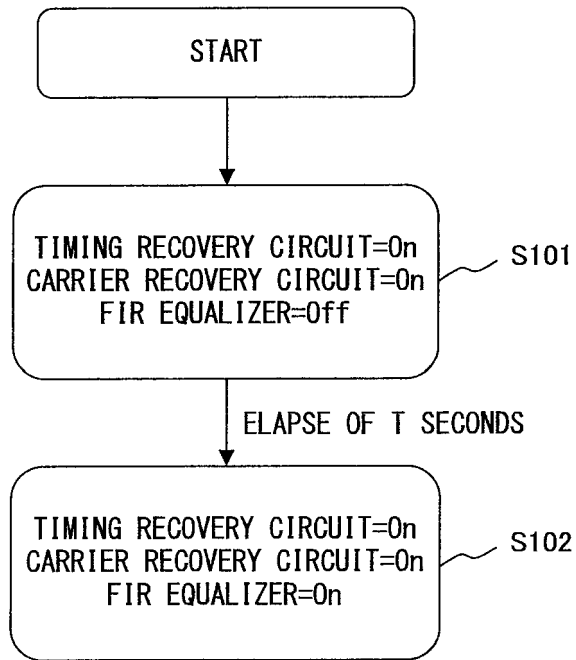 START
TIMING RECOVERY CIRCUIT=On
CARRIER RECOVERY CIRCUIT=On
FIR EQUALIZER=Off
S101
ELAPSE OF T SECONDS
TIMING RECOVERY CIRCUIT=On
CARRIER RECOVERY CIRCUIT=On
FIR EQUALIZER=On
S102